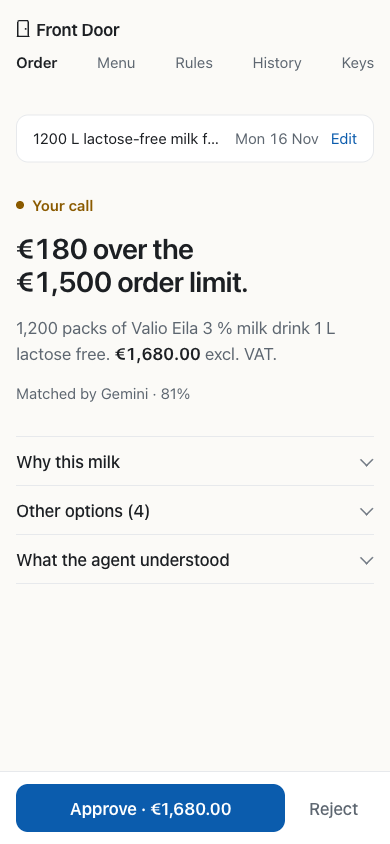 Front Door
Order Menu Rules History Keys
1200 L lactose-free milk f... Mon 16 Nov Edit
Your call
€180 over the
€1,500 order limit.
1,200 packs of Valio Eila 3 % milk drink 1 L
lactose free. €1,680.00 excl. VAT.
Matched by Gemini · 81%
Why this milk
Other options (4)
What the agent understood
Approve · €1,680.00 Reject